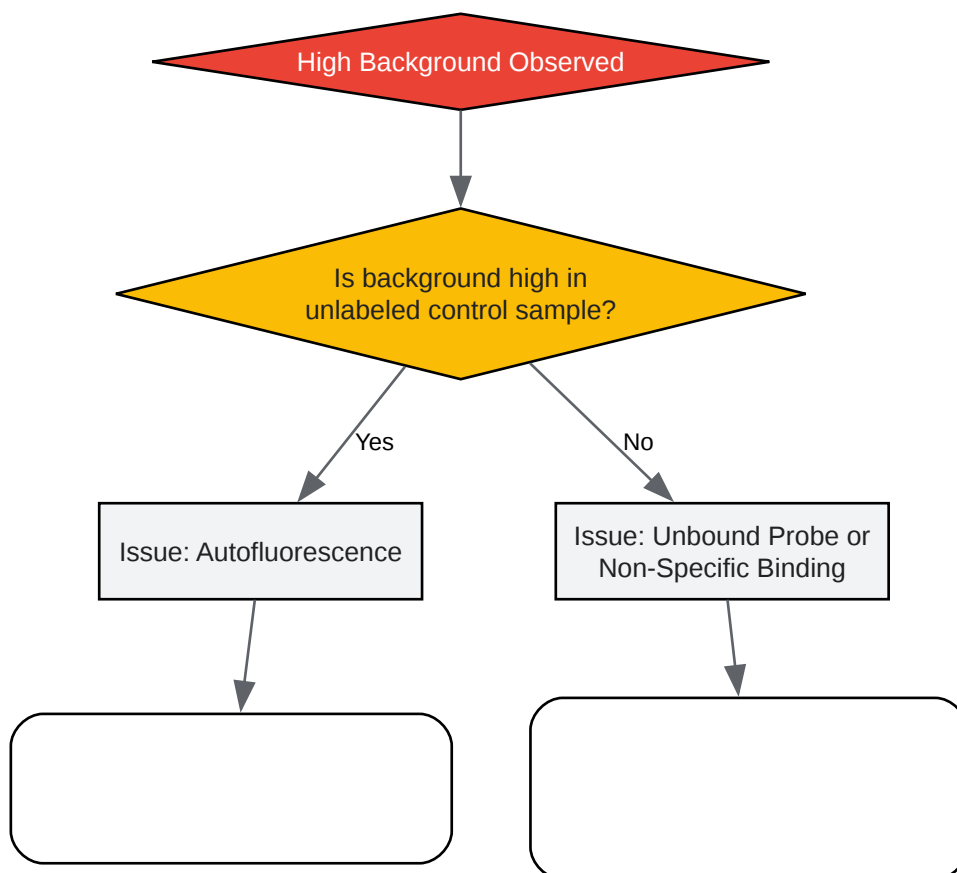 High Background Observed
Is background high in
unlabeled control sample?
Yes
No
Issue: Autofluorescence
Issue: Unbound Probe or
Non-Specific Binding